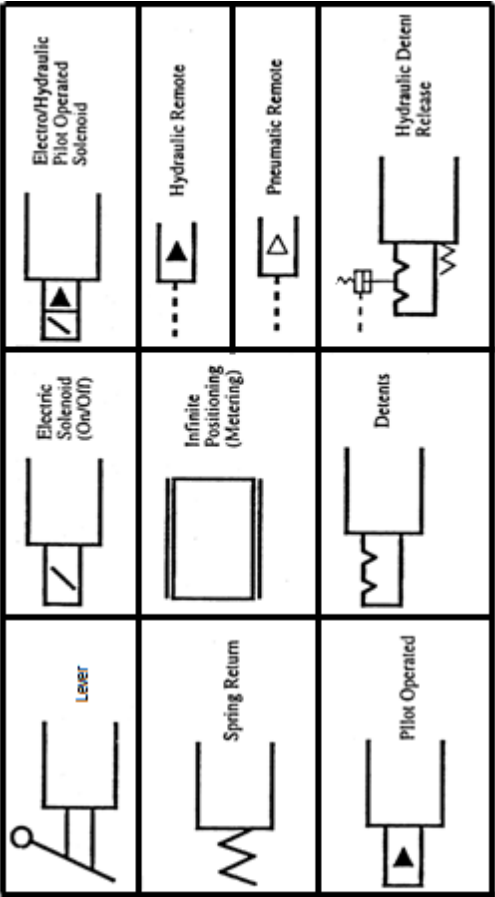 Lever
Electric
Solenoid
(On/Off)
Electro/Hydraulic
Pilot Operated
Solenoid
Spring Return
Infinite
Positioning
(Metering)
Hydraulic Remote
Pneumatic Remote
Pilot Operated
Detents
Hydraulic Detent
Release